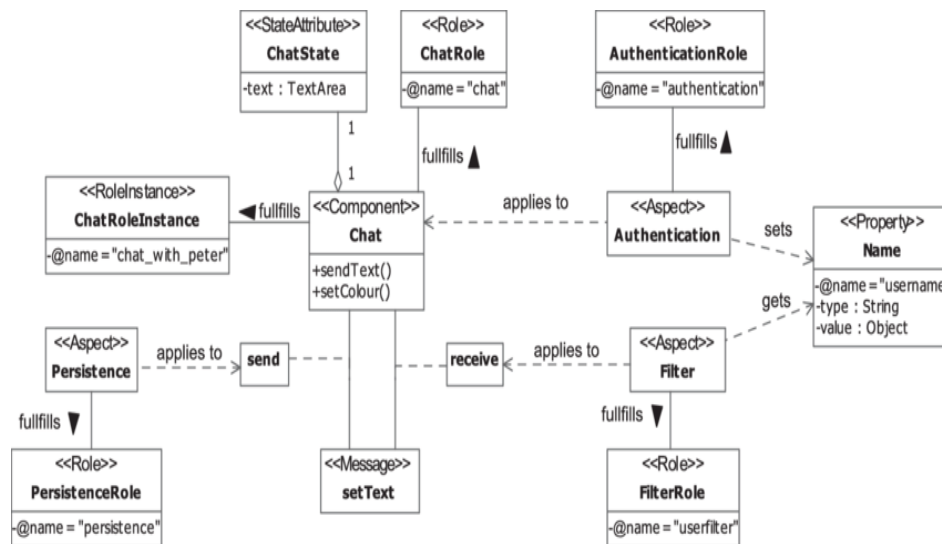 <<StateAttribute>>
ChatState
-text : TextArea
<<Role>>
ChatRole
-@name="chat"
<<Role>>
AuthenticationRole
-@name="authentication"
1
1
fullfills
fullfills
<<RoleInstance>>
ChatRoleInstance
-@name="chat_with_peter"
fullfills
<<Component>>
Chat
+sendText()
+setColour()
applies to
<<Aspect>>
Authentication
sets
<<Property>>
Name
-@name="username
-type : String
-value : Object
gets
<<Aspect>>
Persistence
applies to
send
receive
applies to
<<Aspect>>
Filter
fullfills
fullfills
<<Role>>
PersistenceRole
-@name="persistence"
<<Message>>
setText
<<Role>>
FilterRole
-@name="userfilter"